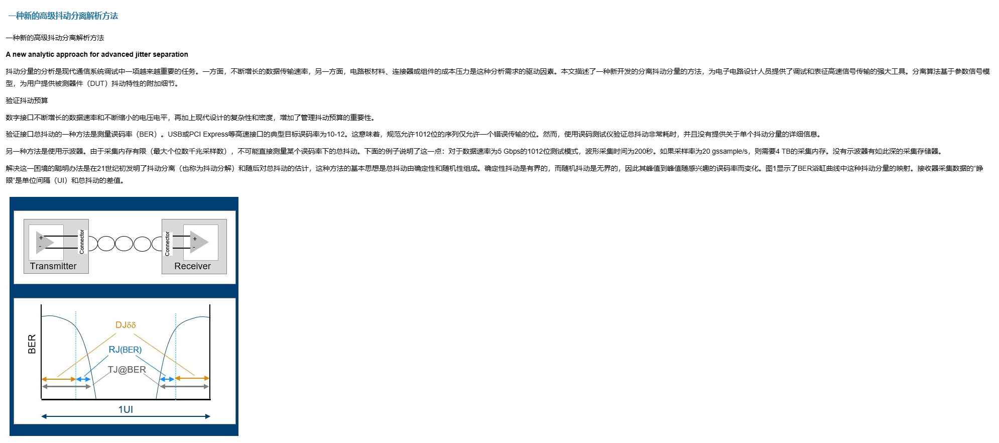 一种新的高级抖动分离解析方法
一种新的高级抖动分离解析方法
A new analytic approach for advanced jitter separation
抖动分量的分析是现代通信系统调试中一项越来越重要的任务。一方面，不断增长的数据传输速率，另一方面，电路板材料、连接器或组件的成本压力是这种分析需求的驱动因素。本文描述了一种新开发的分离抖动分量的方法，为电子电路设计人员提供了调试和表征高速信号传输的强大工具。分离算法基于参数信号模
型，为用户提供被测器件（DUT）抖动特性的附加细节。
验证抖动预算
数字接口不断增长的数据速率和不断缩小的电压电平，再加上现代设计的复杂性和密度，增加了管理抖动预算的重要性。
验证接口总抖动的一种方法是测量误码率（BER）。USB或PCI Express等高速接口的典型目标误码率为10-12。这意味着，规范允许1012位的序列仅允许一个错误传输的位。然而，使用误码测试仪验证总抖动非常耗时，并且没有提供关于单个抖动分量的详细信息。
另一种方法是使用示波器。由于采集内存有限（最大个位数千兆采样数），不可能直接测量某个误码率下的总抖动。下面的例子说明了这一点：对于数据速率为5 Gbps的1012位测试模式，波形采集时间为200秒。如果采样率为20 gssample/s，则需要4 TB的采集内存。没有示波器有如此深的采集存储器。
解决这一困境的聪明办法是在21世纪初发明了抖动分离（也称为抖动分解）和随后对总抖动的估计，这种方法的基本思想是总抖动由确定性和随机性组成。确定性抖动是有界的，而随机抖动是无界的，因此其峰值到峰值随感兴趣的误码率而变化。图1显示了BER浴缸曲线中这种抖动分量的映射。接收器采集数据的“睁
眼”是单位间隔（UI）和总抖动的差值。
+
-
Connector
Transmitter
Connector
+
-
Receiver
BER
DJδδ
RJ(BER)
TJ@BER
1UI